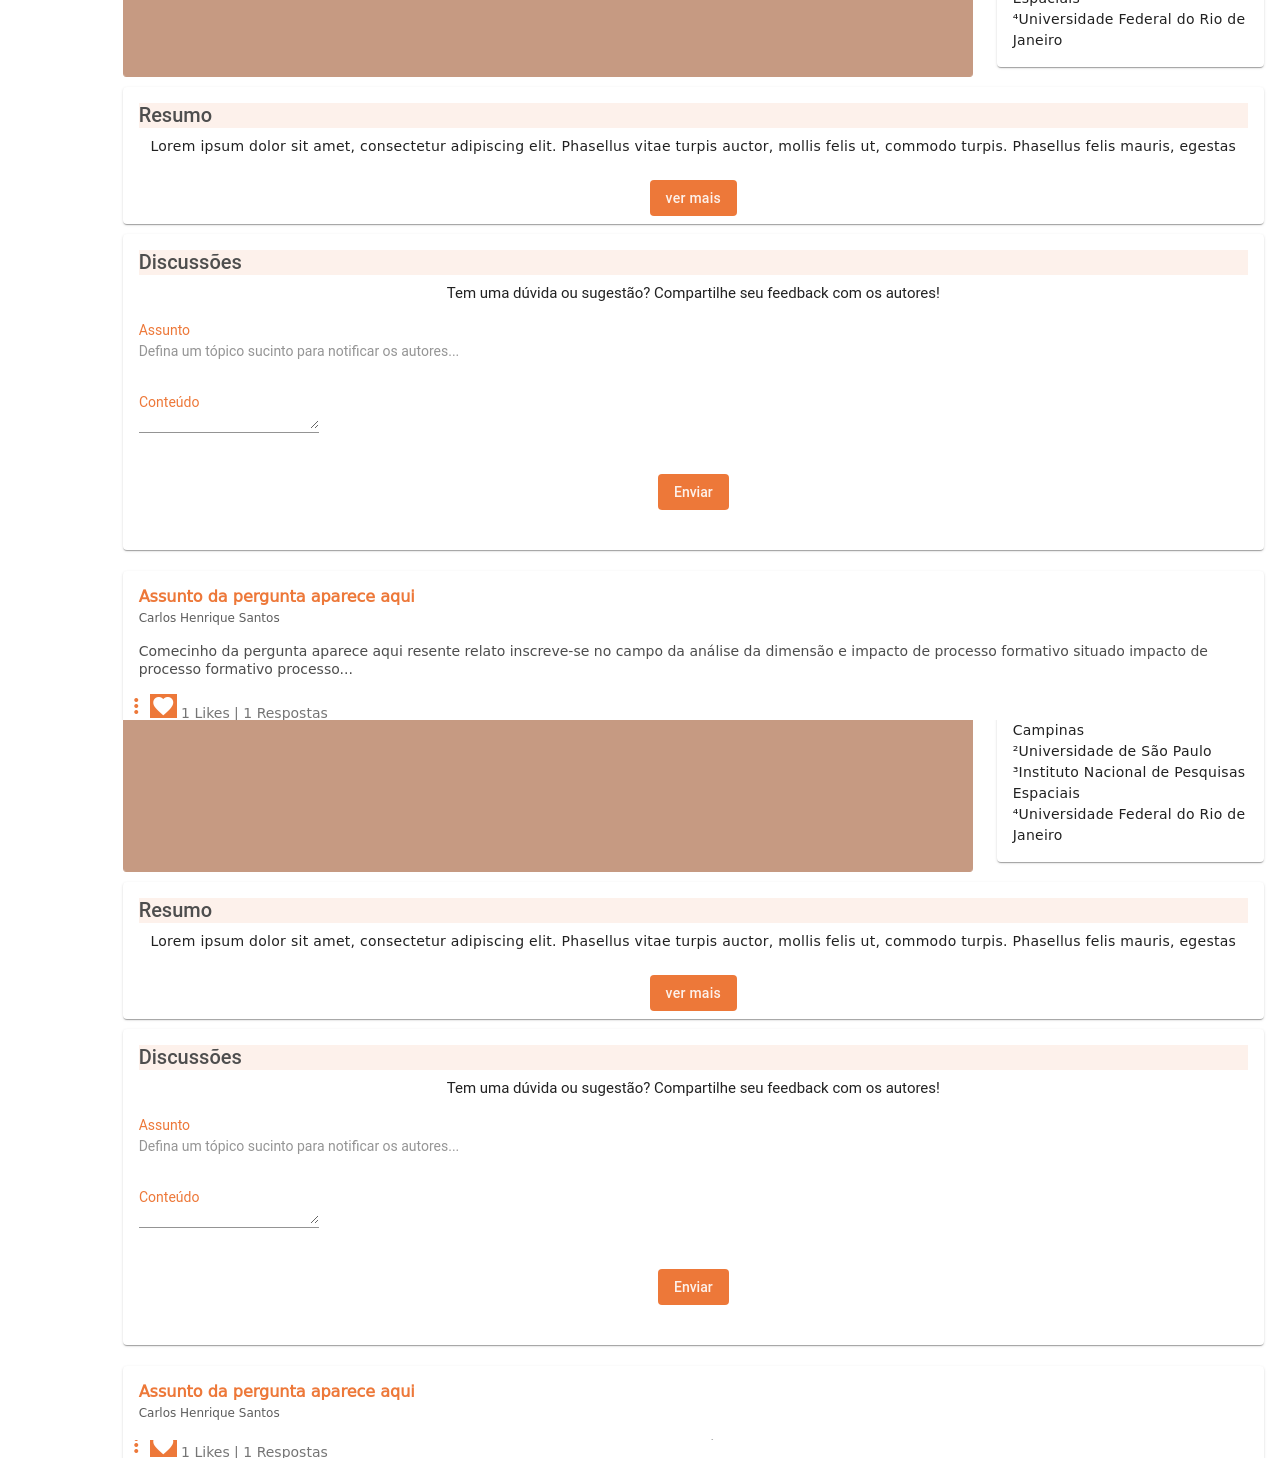 Espaciais
⁴Universidade Federal do Rio de
Janeiro
Resumo
Lorem ipsum dolor sit amet, consectetur adipiscing elit. Phasellus vitae turpis auctor, mollis felis ut, commodo turpis. Phasellus felis mauris, egestas
ver mais
Discussões
Tem uma dúvida ou sugestão? Compartilhe seu feedback com os autores!
Assunto
Defina um tópico sucinto para notificar os autores...
Conteúdo
Enviar
Assunto da pergunta aparece aqui
Carlos Henrique Santos
Comecinho da pergunta aparece aqui resente relato inscreve-se no campo da análise da dimensão e impacto de processo formativo situado impacto de
processo formativo processo...
1 Likes | 1 Respostas
Campinas
²Universidade de São Paulo
³Instituto Nacional de Pesquisas
Espaciais
⁴Universidade Federal do Rio de
Janeiro
Resumo
Lorem ipsum dolor sit amet, consectetur adipiscing elit. Phasellus vitae turpis auctor, mollis felis ut, commodo turpis. Phasellus felis mauris, egestas
ver mais
Discussões
Tem uma dúvida ou sugestão? Compartilhe seu feedback com os autores!
Assunto
Defina um tópico sucinto para notificar os autores...
Conteúdo
Enviar
Assunto da pergunta aparece aqui
Carlos Henrique Santos
1 Likes | 1 Respostas